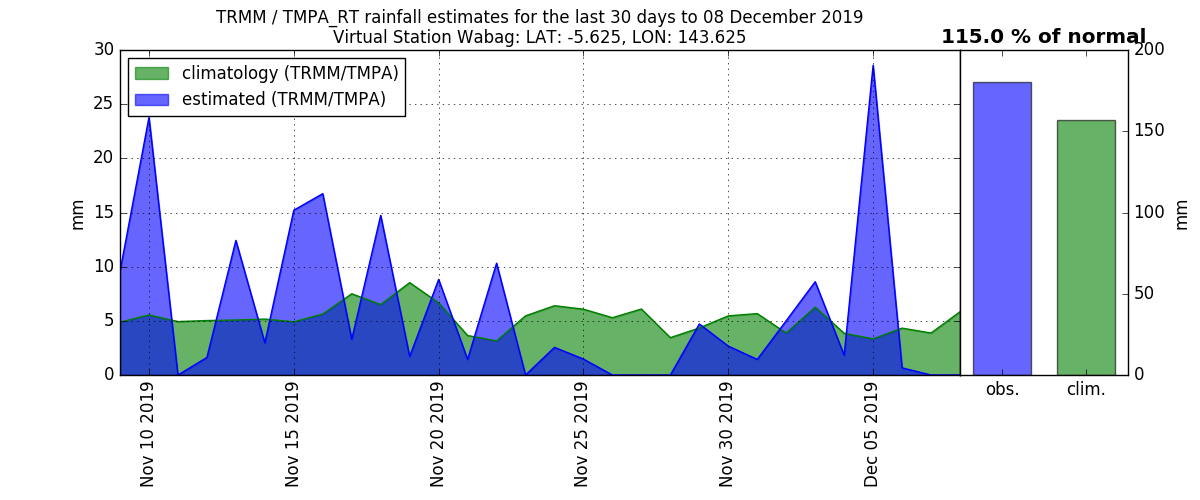 TRMM / TMPA_RT rainfall estimates for the last 30 days to 08 December 2019
Virtual Station Wabag: LAT: -5.625, LON: 143.625
115.0 % of normal
climatology (TRMM/TMPA)
estimated (TRMM/TMPA)
30
25
20
15
10
5
0
mm
Nov 10 2019
Nov 15 2019
Nov 20 2019
Nov 25 2019
Nov 30 2019
Dec 05 2019
200
150
100
50
0
mm
obs.
clim.